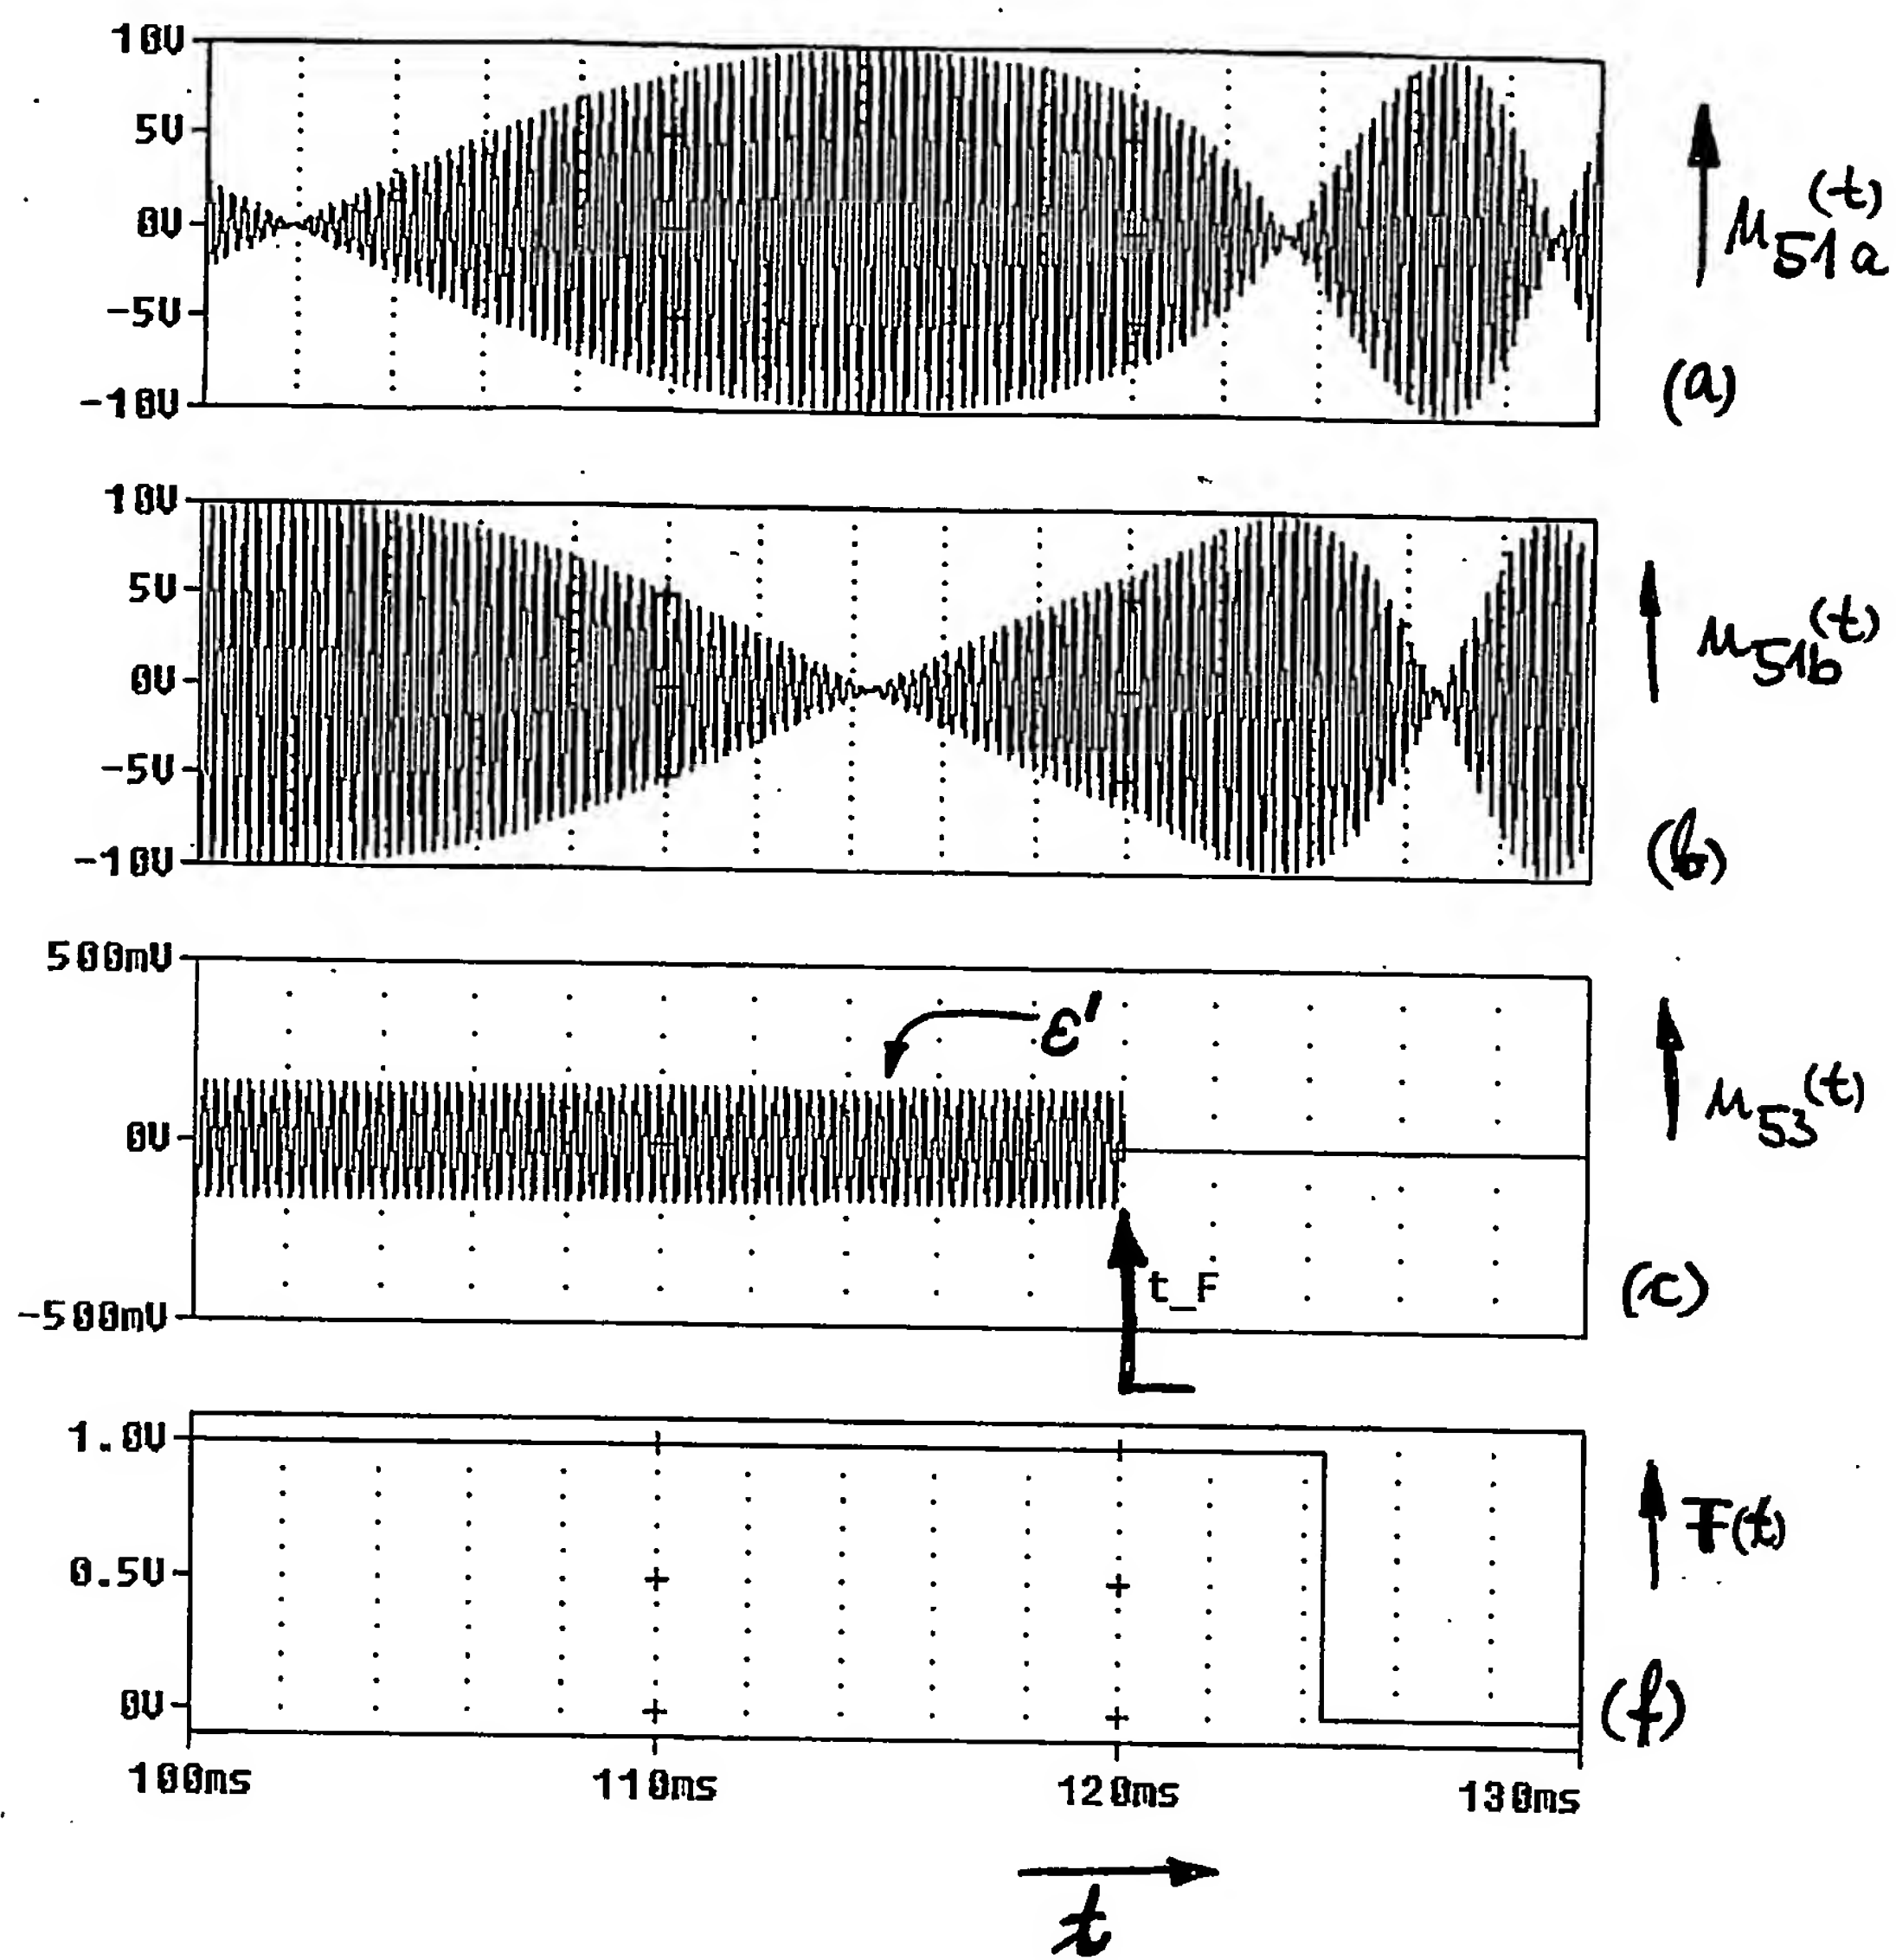 10V
5V
0V
-5V
-10V
u51a(t)
(a)
10V
5V
0V
-5V
-10V
u51b(t)
(b)
500mV
0V
-500mV
ε'
t_F
u53(t)
(c)
1.0V
0.5V
0V
F(t)
(f)
100ms
110ms
120ms
130ms
t